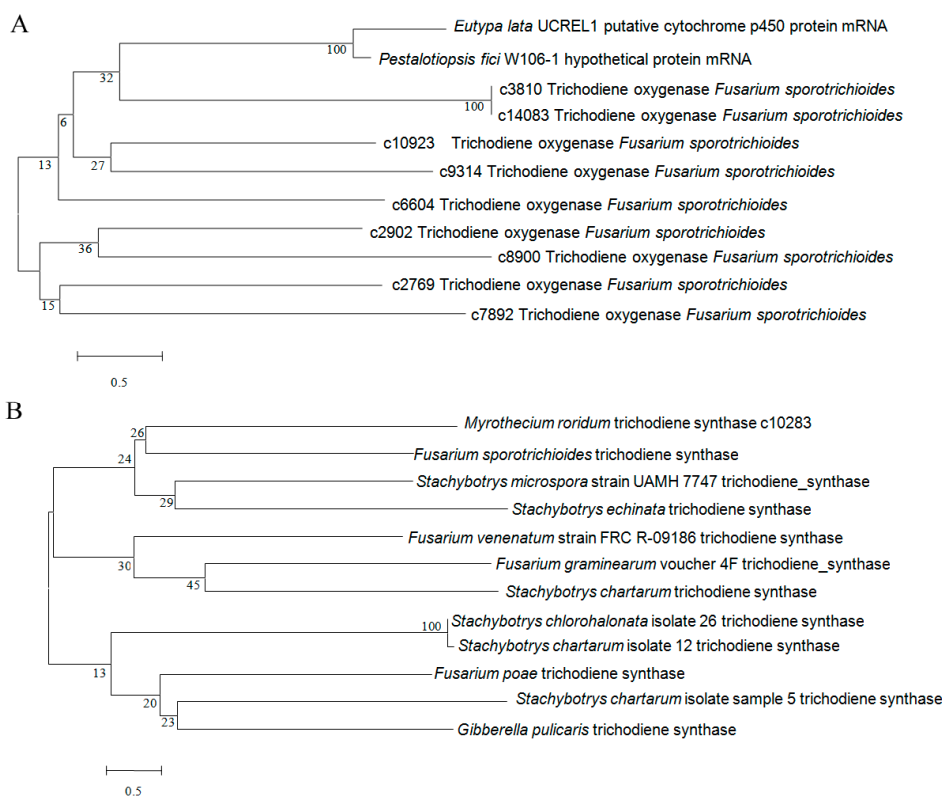 A
Eutypa lata UCREL1 putative cytochrome p450 protein mRNA
100
Pestalotiopsis fici W106-1 hypothetical protein mRNA
32
c3810 Trichodiene oxygenase Fusarium sporotrichioides
100
c14083 Trichodiene oxygenase Fusarium sporotrichioides
6
c10923 Trichodiene oxygenase Fusarium sporotrichioides
13
27
c9314 Trichodiene oxygenase Fusarium sporotrichioides
c6604 Trichodiene oxygenase Fusarium sporotrichioides
c2902 Trichodiene oxygenase Fusarium sporotrichioides
36
c8900 Trichodiene oxygenase Fusarium sporotrichioides
c2769 Trichodiene oxygenase Fusarium sporotrichioides
15
c7892 Trichodiene oxygenase Fusarium sporotrichioides
0.5
B
Myrothecium roridum trichodiene synthase c10283
26
Fusarium sporotrichioides trichodiene synthase
24
Stachybotrys microspora strain UAMH 7747 trichodiene_synthase
29
Stachybotrys echinata trichodiene synthase
Fusarium venenatum strain FRC R-09186 trichodiene synthase
30
Fusarium graminearum voucher 4F trichodiene_synthase
45
Stachybotrys chartarum trichodiene synthase
Stachybotrys chlorohalonata isolate 26 trichodiene synthase
100
Stachybotrys chartarum isolate 12 trichodiene synthase
13
Fusarium poae trichodiene synthase
20
Stachybotrys chartarum isolate sample 5 trichodiene synthase
23
Gibberella pulicaris trichodiene synthase
0.5